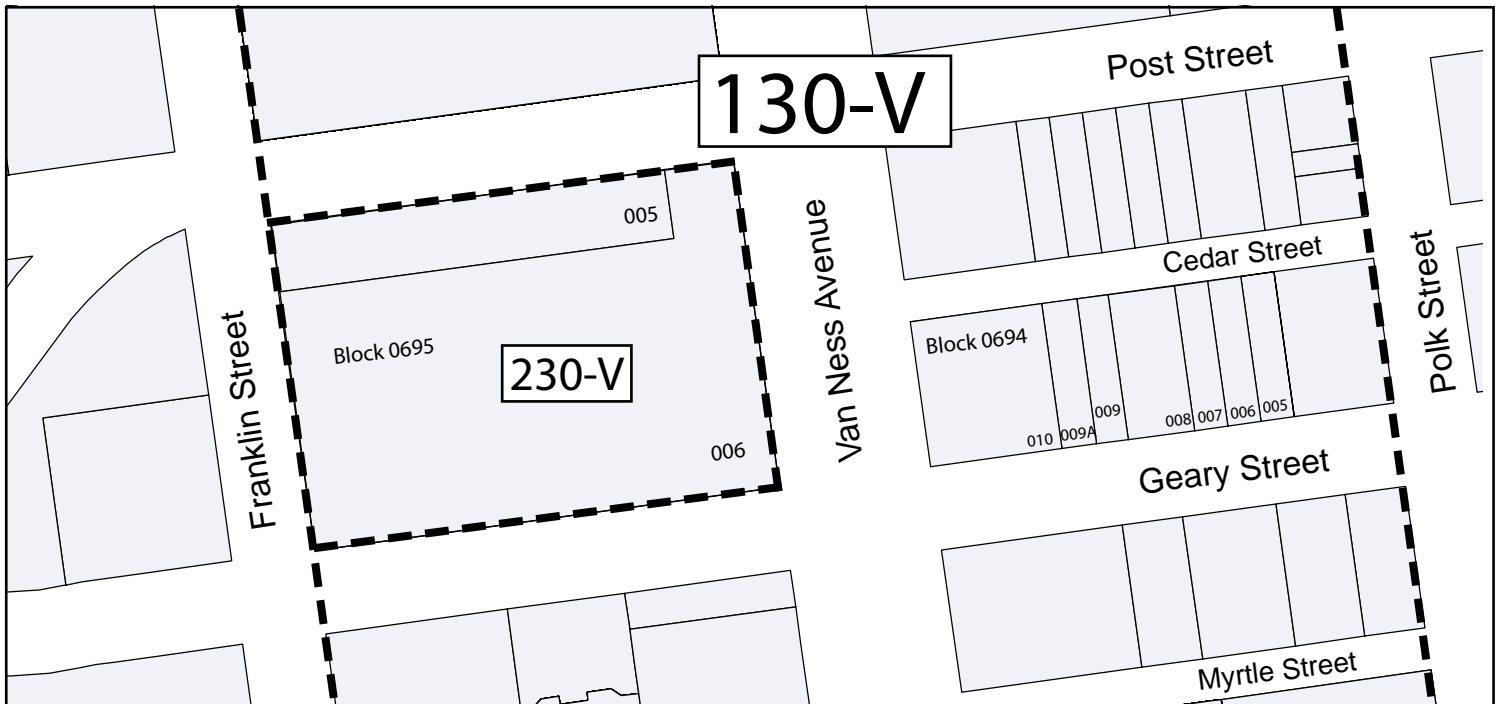 130-V
Post Street
005
Van Ness Avenue
Cedar Street
Polk Street
Franklin Street
Block 0695
230-V
Block 0694
006
010
009A
009
008
007
006
005
Geary Street
Myrtle Street